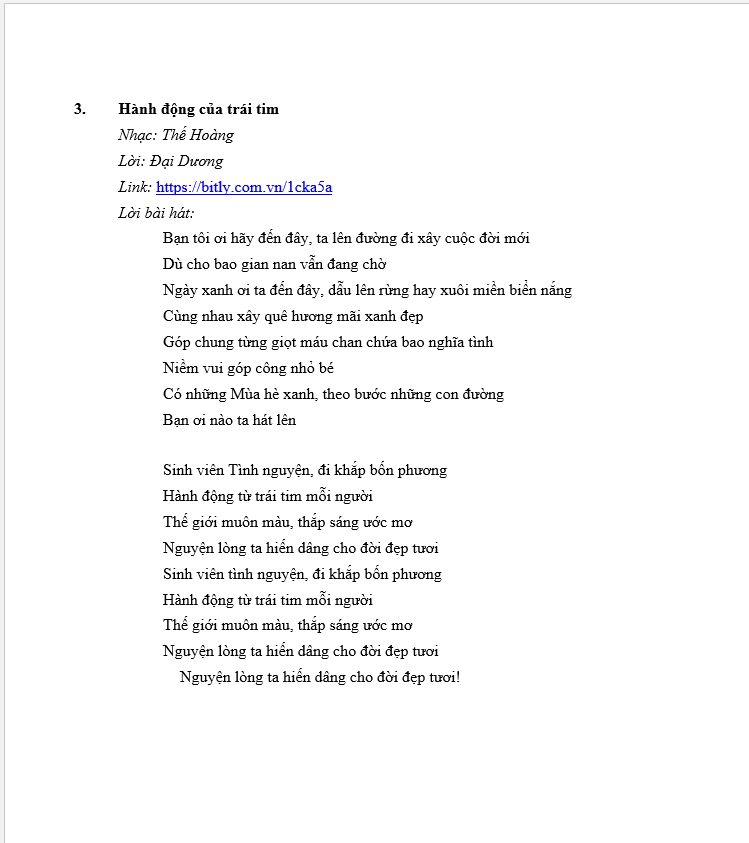 3. Hành động của trái tim
Nhạc: Thế Hoàng
Lời: Đại Dương
Link: https://bitly.com.vn/1cka5a
Lời bài hát:
Bạn tôi ơi hãy đến đây, ta lên đường đi xây cuộc đời mới
Dù cho bao gian nan vẫn đang chờ
Ngày xanh ơi ta đến đây, dẫu lên rừng hay xuôi miền biển nắng
Cùng nhau xây quê hương mãi xanh đẹp
Góp chung từng giọt máu chan chứa bao nghĩa tình
Niềm vui góp công nhỏ bé
Có những Mùa hè xanh, theo bước những con đường
Bạn ơi nào ta hát lên
Sinh viên Tình nguyện, đi khắp bốn phương
Hành động từ trái tim mỗi người
Thế giới muôn màu, thắp sáng ước mơ
Nguyện lòng ta hiến dâng cho đời đẹp tươi
Sinh viên tình nguyện, đi khắp bốn phương
Hành động từ trái tim mỗi người
Thế giới muôn màu, thắp sáng ước mơ
Nguyện lòng ta hiến dâng cho đời đẹp tươi
Nguyện lòng ta hiến dâng cho đời đẹp tươi!